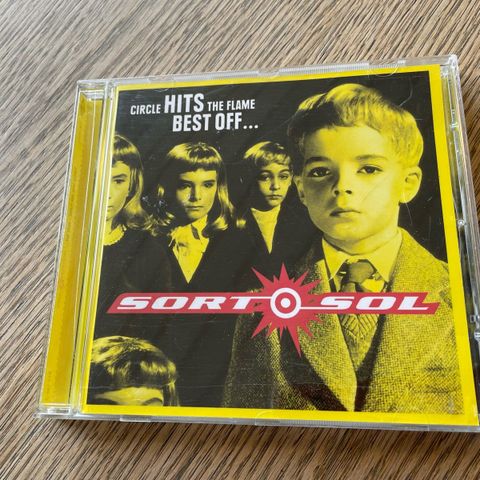 CIRCLE HITS THE FLAME
BEST OFF...
SORT SOL